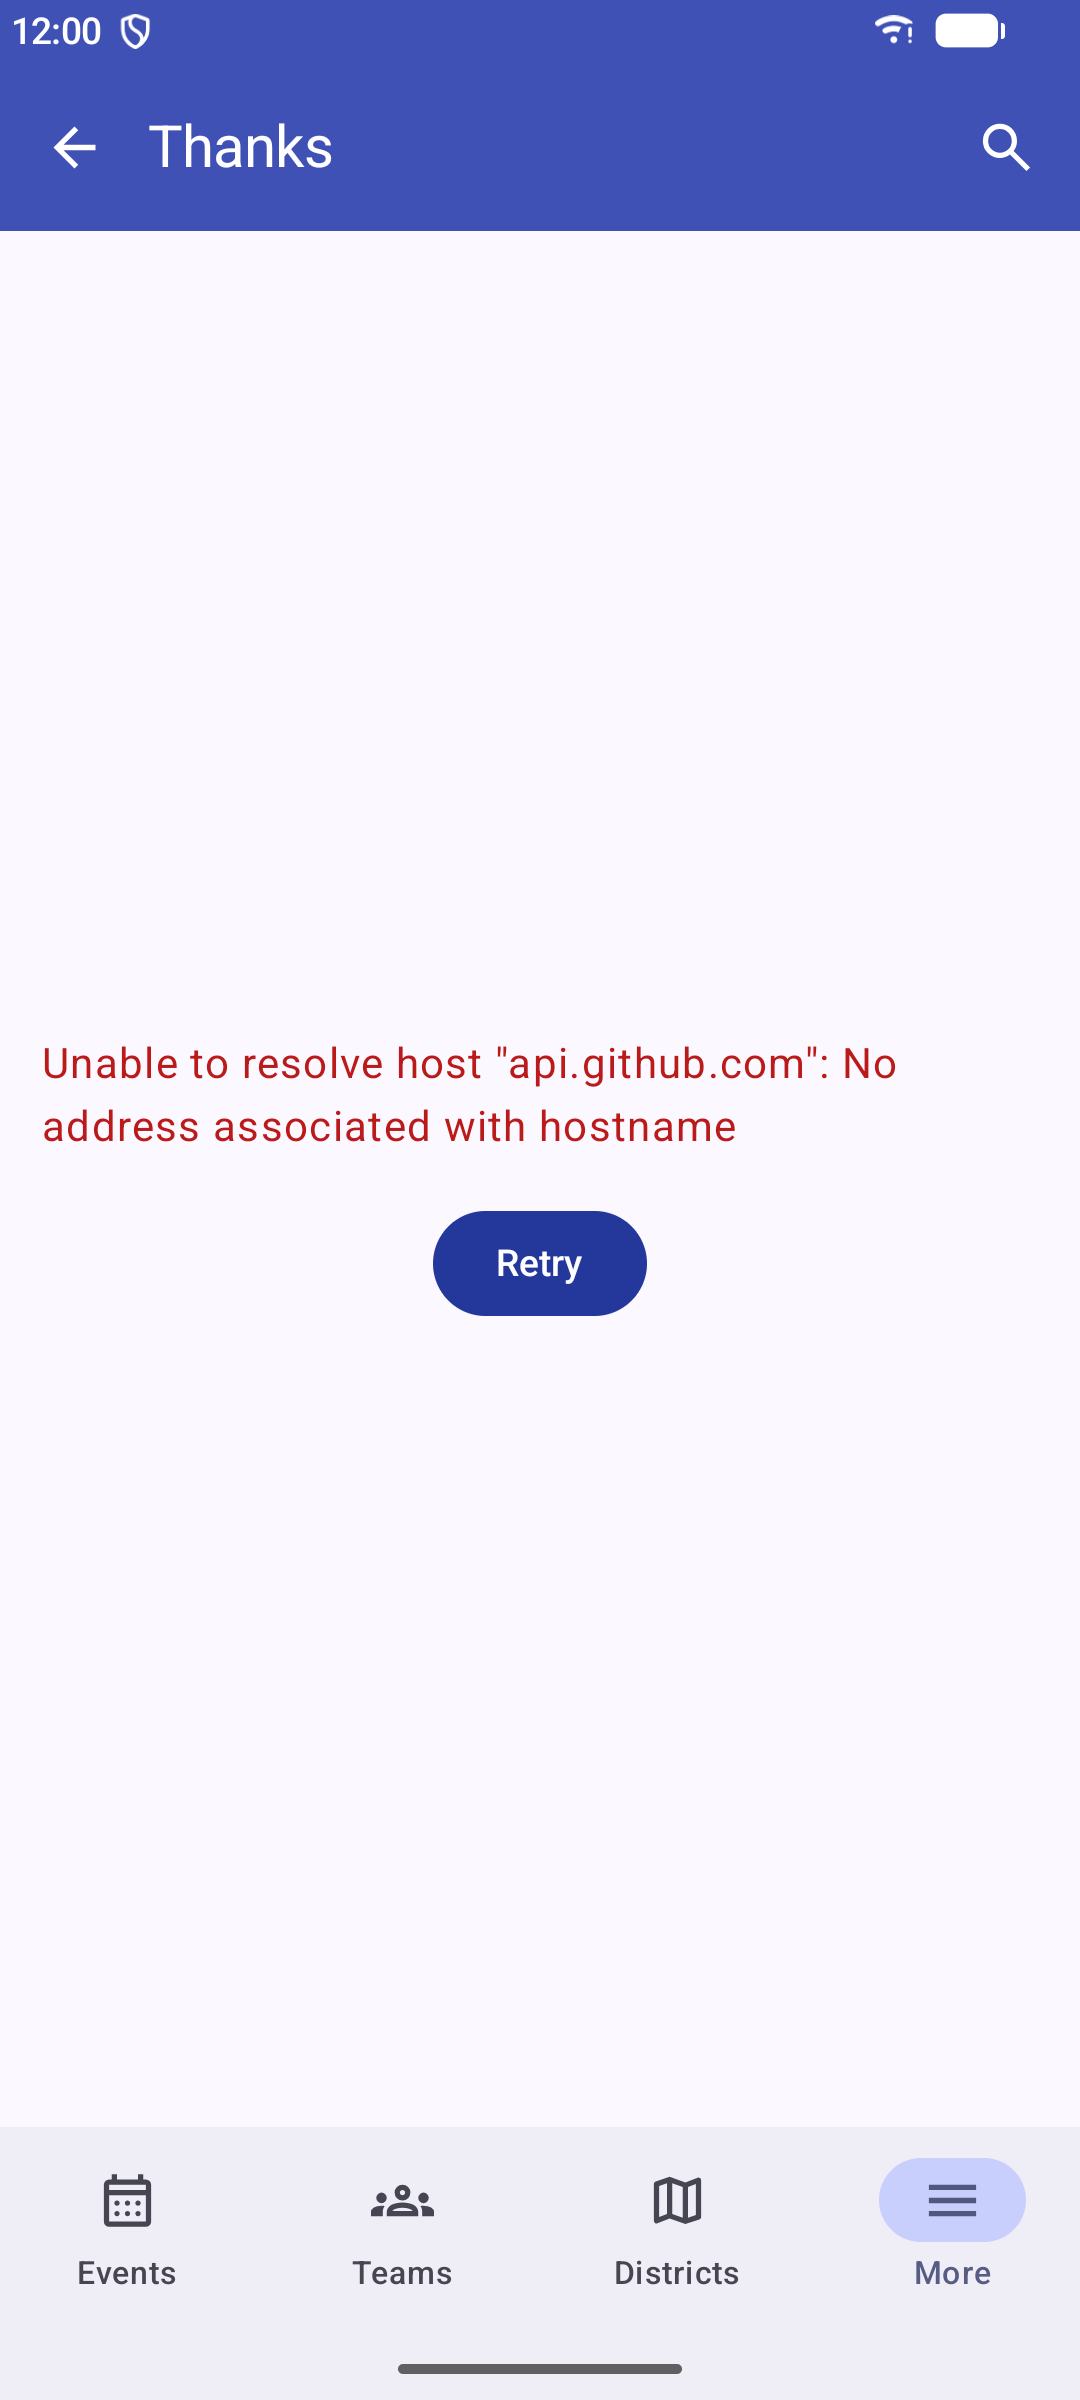 12:00
Thanks
Unable to resolve host "api.github.com": No
address associated with hostname
Retry
Events
Teams
Districts
More